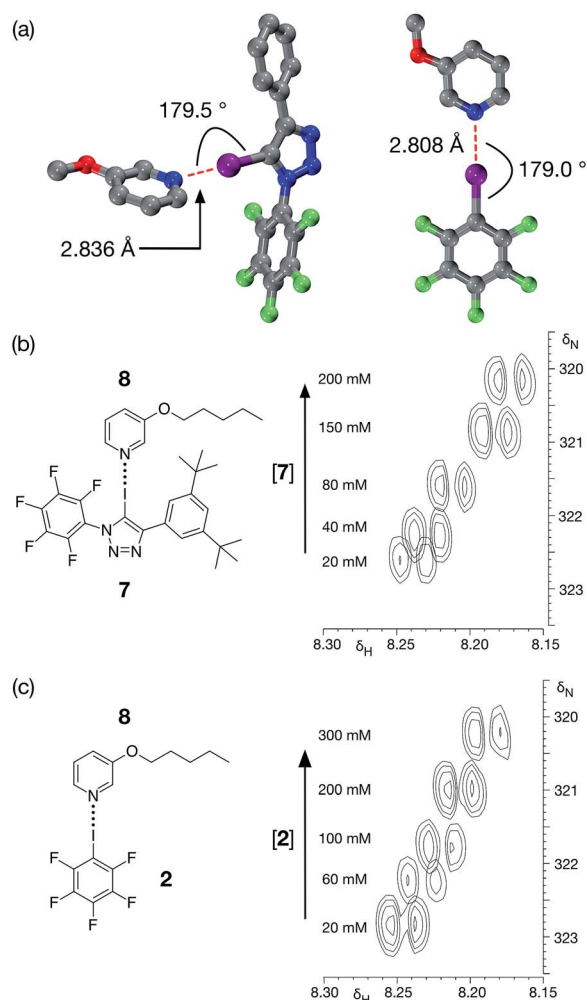 (a)
179.5 °
2.836 Å
2.808 Å
179.0 °
(b)
8
O
N
I
F
F
F
F
F
N
N
N
7
[7]
200 mM
150 mM
80 mM
40 mM
20 mM
δN
320
321
322
323
8.30 δH 8.25 8.20 8.15
(c)
8
O
N
I
F
F
F
F
F
2
[2]
300 mM
200 mM
100 mM
60 mM
20 mM
δN
320
321
322
323
8.30 δH 8.25 8.20 8.15